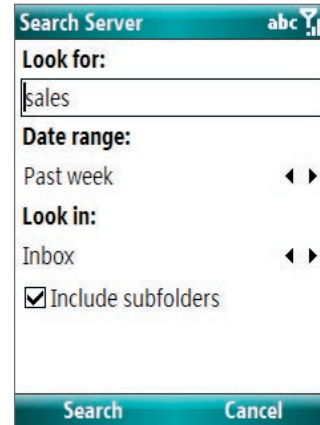 Search Server abc
Look for:
sales
Date range:
Past week
Look in:
Inbox
Include subfolders
Search Cancel